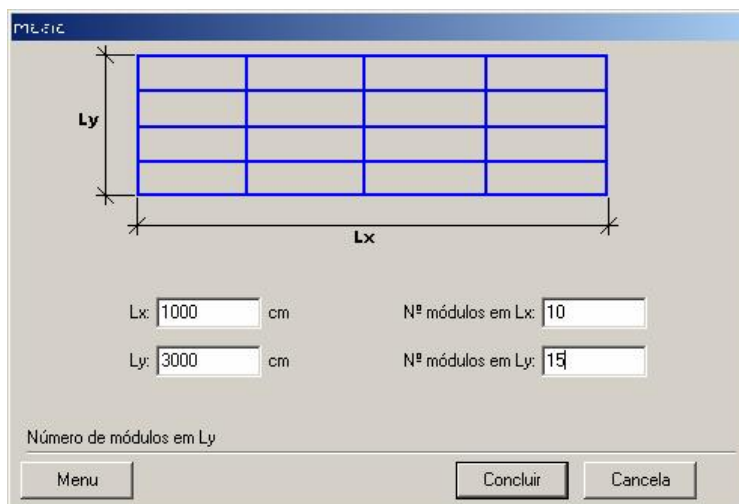 Ly
Lx
Lx: 1000 cm Nº módulos em Lx: 10
Ly: 3000 cm Nº módulos em Ly: 15
Número de módulos em Ly
Menu Concluir Cancela